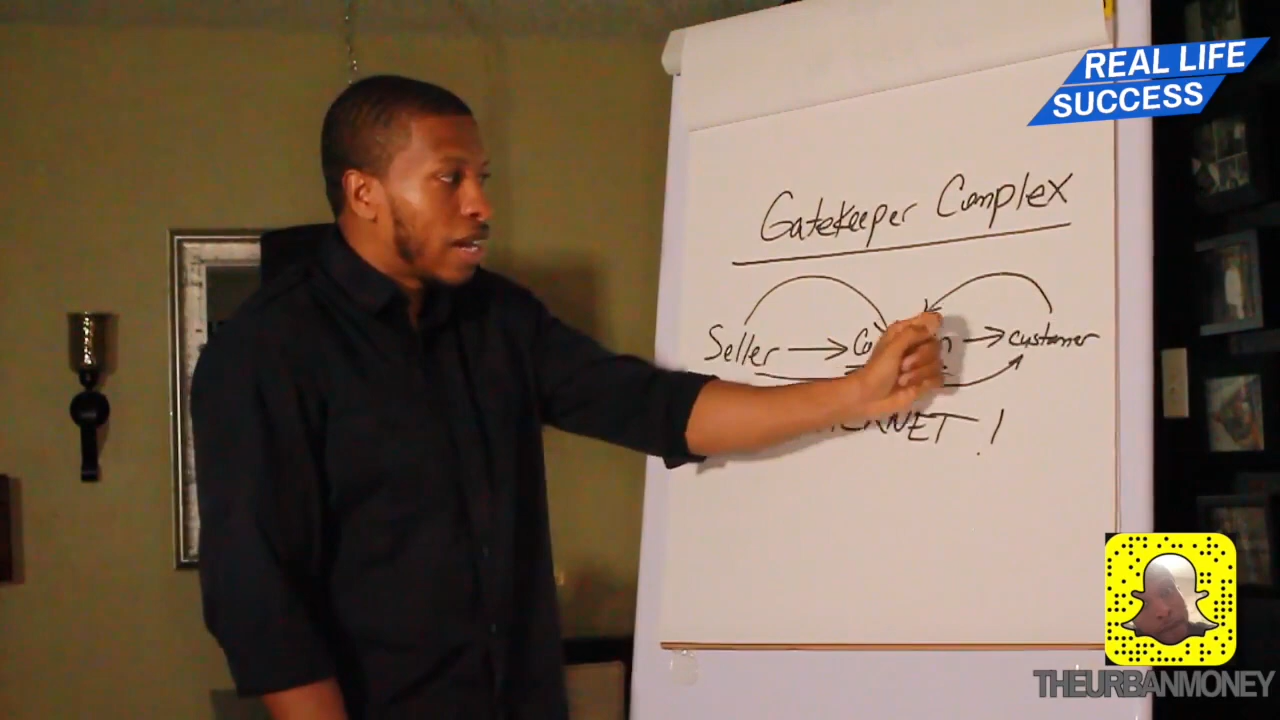 REAL LIFE
SUCCESS
GateKeeper Complex
Seller customer
!
THEURBANMONEY